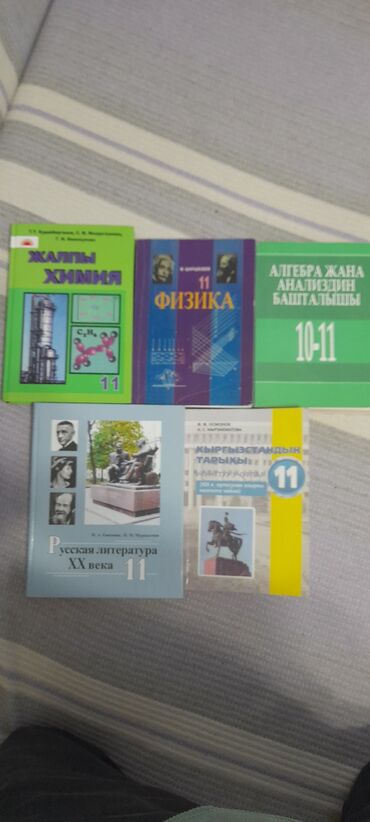 ЖАЛПЫ
ХИМИЯ
C₂H₄
11
11
ФИЗИКА
АЛГЕБРА ЖАНА
АНАЛИЗДИН
БАШТАЛЫШЫ
10-11
Русская литература
XX века 11
КЫРГЫЗСТАНДЫН
ТАРЫХЫ
11